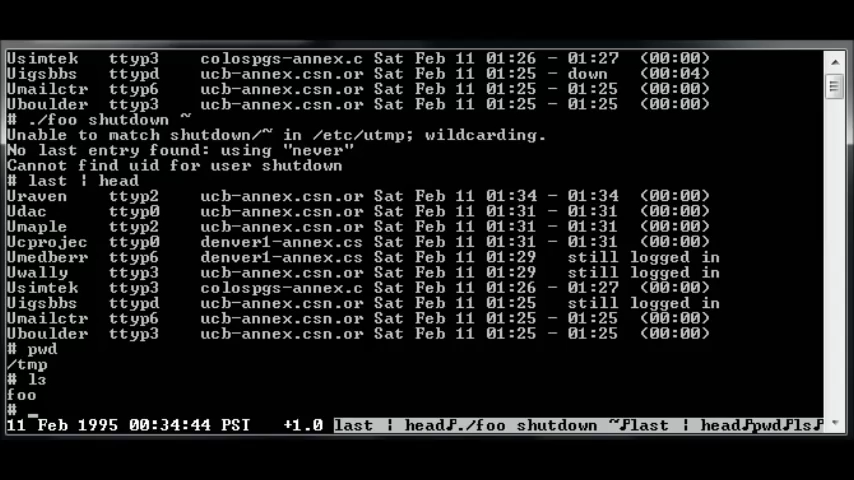 Usimtek ttyp3 colospgs-annex.c Sat Feb 11 01:26 - 01:27 (00:00)
Uigsbbs ttypd ucb-annex.csn.or Sat Feb 11 01:25 - down (00:04)
Umailctr ttyp6 ucb-annex.csn.or Sat Feb 11 01:25 - 01:25 (00:00)
Uboulder ttyp3 ucb-annex.csn.or Sat Feb 11 01:25 - 01:25 (00:00)
# ./foo shutdown ~
Unable to match shutdown/~ in /etc/utmp; wildcarding.
No last entry found: using "never"
Cannot find uid for user shutdown
# last | head
Uraven ttyp2 ucb-annex.csn.or Sat Feb 11 01:34 - 01:34 (00:00)
Udac ttyp0 ucb-annex.csn.or Sat Feb 11 01:31 - 01:31 (00:00)
Umaple ttyp2 ucb-annex.csn.or Sat Feb 11 01:31 - 01:31 (00:00)
Ucprojec ttyp0 denver1-annex.cs Sat Feb 11 01:31 - 01:31 (00:00)
Umedberr ttyp6 denver1-annex.cs Sat Feb 11 01:29 still logged in
Uwally ttyp3 ucb-annex.csn.or Sat Feb 11 01:29 still logged in
Usimtek ttyp3 colospgs-annex.c Sat Feb 11 01:26 - 01:27 (00:00)
Uigsbbs ttypd ucb-annex.csn.or Sat Feb 11 01:25 still logged in
Umailctr ttyp6 ucb-annex.csn.or Sat Feb 11 01:25 - 01:25 (00:00)
Uboulder ttyp3 ucb-annex.csn.or Sat Feb 11 01:25 - 01:25 (00:00)
# pwd
/tmp
# ls
foo
# _
11 Feb 1995 00:34:44 PST +1.0 last | head♪./foo shutdown ~♪last | head♪pwd♪ls♪